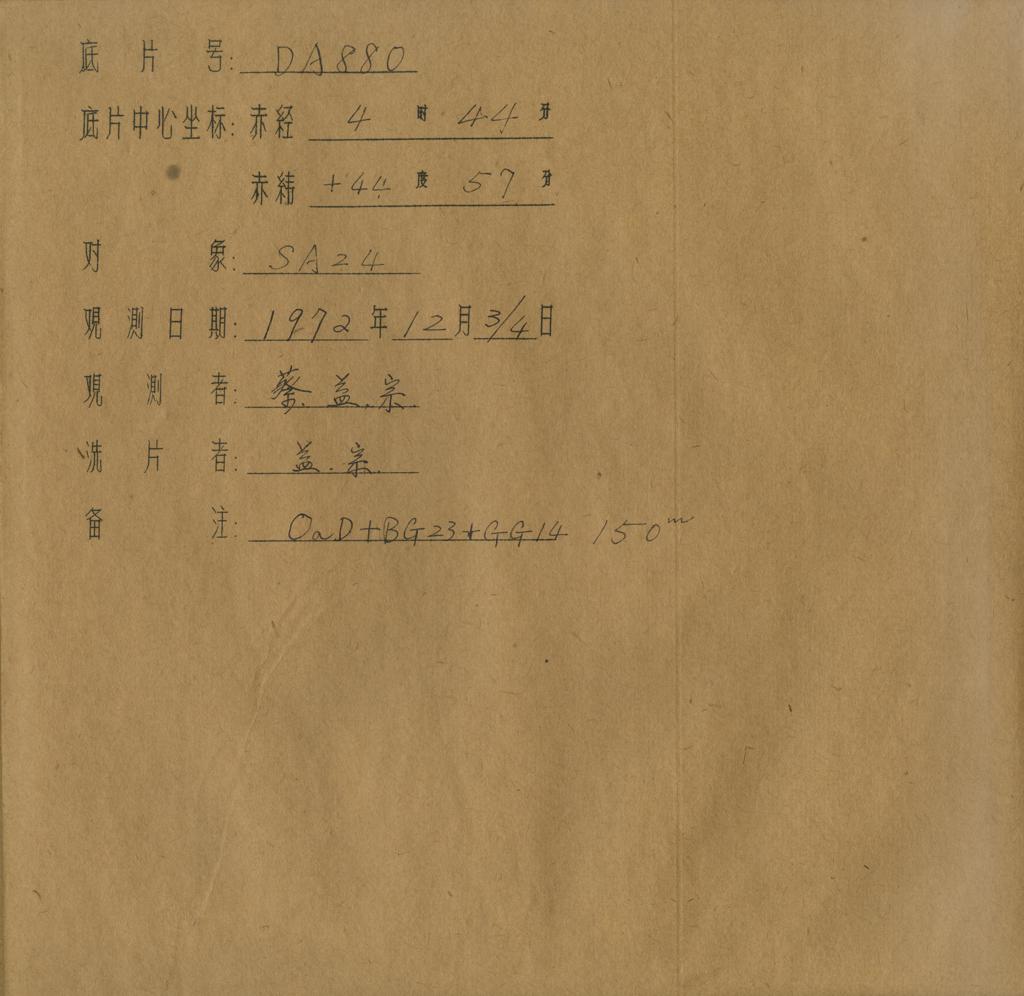 底片号: DA880
底片中心坐标: 赤经 4 时 44 分
赤纬 +44 度 57 分
对象: SA24
观测日期: 1972 年 12 月 3/4 日
观测者: 蔡.益.宗.
洗片者: 益.宗.
备注: OaD+BG23+GG14 150m